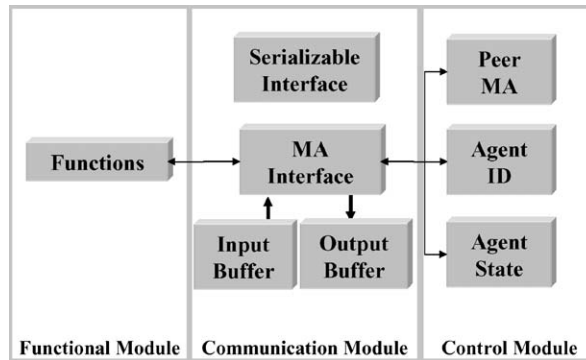 Serializable
Interface
Peer
MA
Functions
MA
Interface
Agent
ID
Input
Buffer
Output
Buffer
Agent
State
Functional Module
Communication Module
Control Module